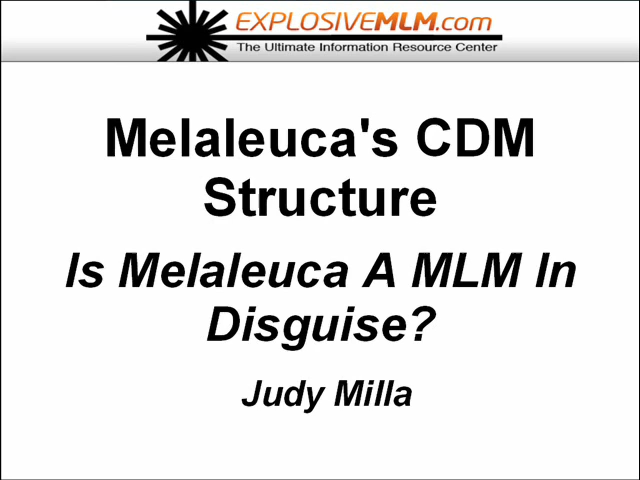 EXPLOSIVEMLM.com
The Ultimate Information Resource Center
Melaleuca's CDM
Structure
Is Melaleuca A MLM In
Disguise?
Judy Milla